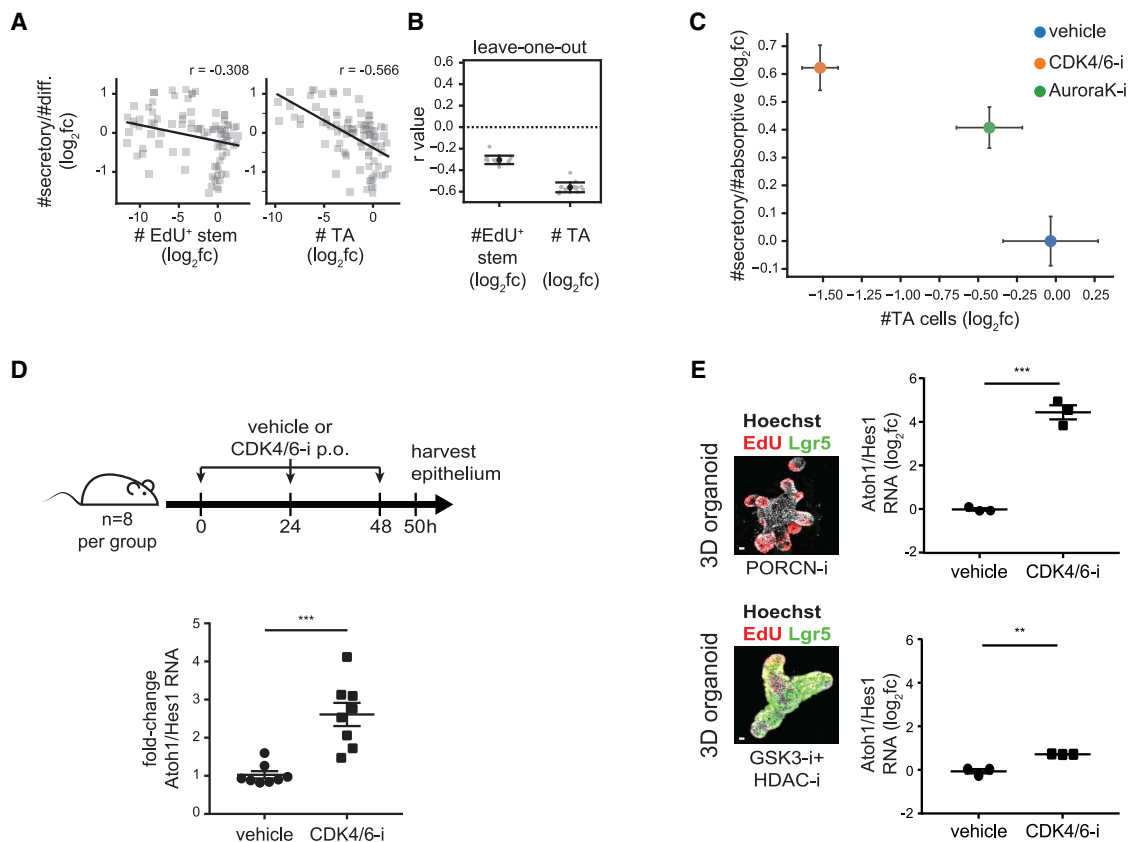 A
r = -0.308
r = -0.566
#secretory/#diff.
(log2fc)
1
0
-1
1
0
-1
-10
-5
0
-10
-5
0
# EdU+ stem
(log2fc)
# TA
(log2fc)
B
leave-one-out
r value
0.6
0.4
0.2
0.0
-0.2
-0.4
-0.6
#EdU+
stem
(log2fc)
# TA
(log2fc)
C
vehicle
CDK4/6-i
AuroraK-i
#secretory/#absorptive (log2fc)
0.7
0.6
0.5
0.4
0.3
0.2
0.1
0.0
−0.1
−1.50
−1.25
−1.00
−0.75
−0.50
−0.25
0.00
0.25
#TA cells (log2fc)
D
vehicle or
CDK4/6-i p.o.
harvest
epithelium
n=8
per group
0
24
48
50h
fold-change
Atoh1/Hes1 RNA
5
4
3
2
1
0
***
vehicle
CDK4/6-i
E
3D organoid
Hoechst
EdU Lgr5
PORCN-i
Atoh1/Hes1
RNA (log2fc)
6
4
2
0
-2
***
vehicle
CDK4/6-i
3D organoid
Hoechst
EdU Lgr5
GSK3-i+
HDAC-i
Atoh1/Hes1
RNA (log2fc)
6
4
2
0
-2
**
vehicle
CDK4/6-i